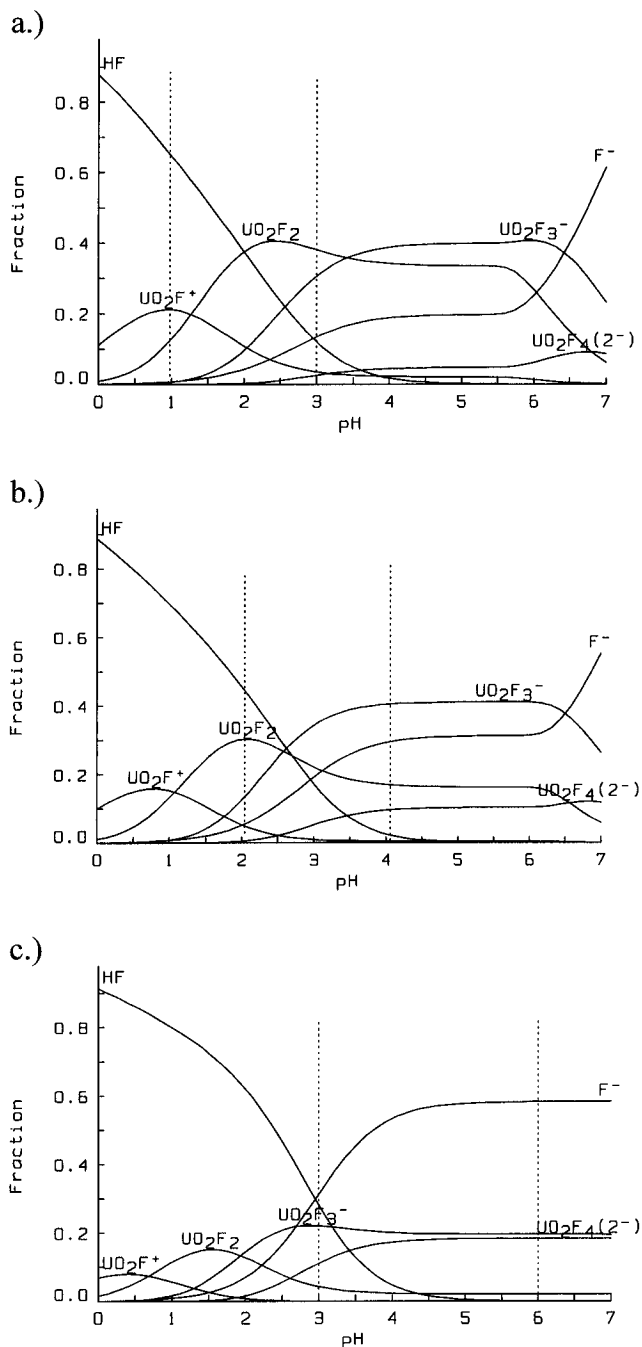 a.)
HF
0.8
0.6
0.4
0.2
0.0
Fraction
UO2F+
UO2F2
UO2F3-
F-
UO2F4(2-)
0 1 2 3 4 5 6 7
pH
b.)
HF
0.8
0.6
0.4
0.2
0.0
Fraction
UO2F+
UO2F2
UO2F3-
F-
UO2F4(2-)
0 1 2 3 4 5 6 7
pH
c.)
HF
0.8
0.6
0.4
0.2
0.0
Fraction
UO2F+
UO2F2
UO2F3-
F-
UO2F4(2-)
0 1 2 3 4 5 6 7
pH